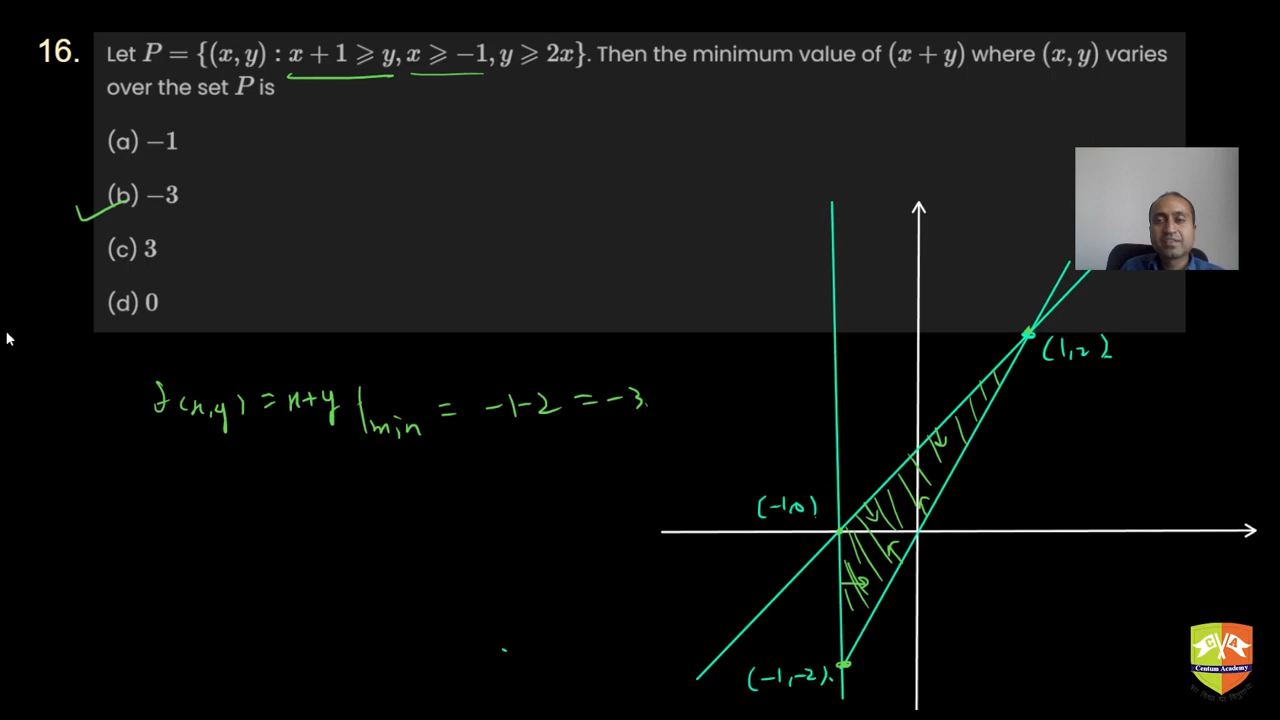 16. Let P = {(x, y) : x + 1 ⩾ y, x ⩾ −1, y ⩾ 2x}. Then the minimum value of (x + y) where (x, y) varies
over the set P is
(a) −1
(b) −3
(c) 3
(d) 0
f(x,y) = x+y |min = -1-2 = -3.
(1,2)
(-1,0)
(-1,-2).
C A
Centum Academy